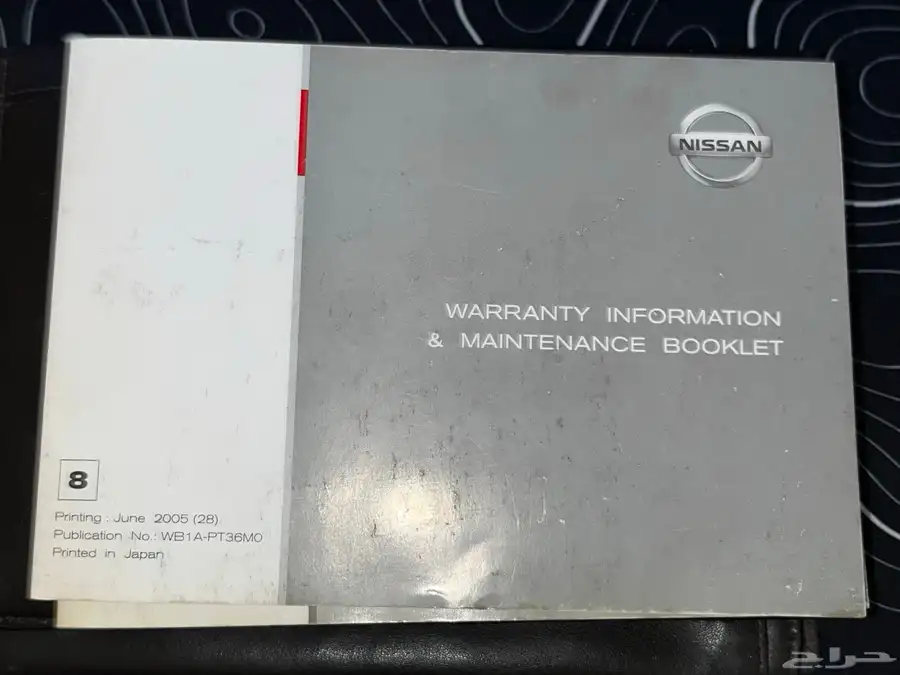 NISSAN
WARRANTY INFORMATION
& MAINTENANCE BOOKLET
8
Printing : June 2005 (28)
Publication No.: WB1A-PT36M0
Printed in Japan
حراج